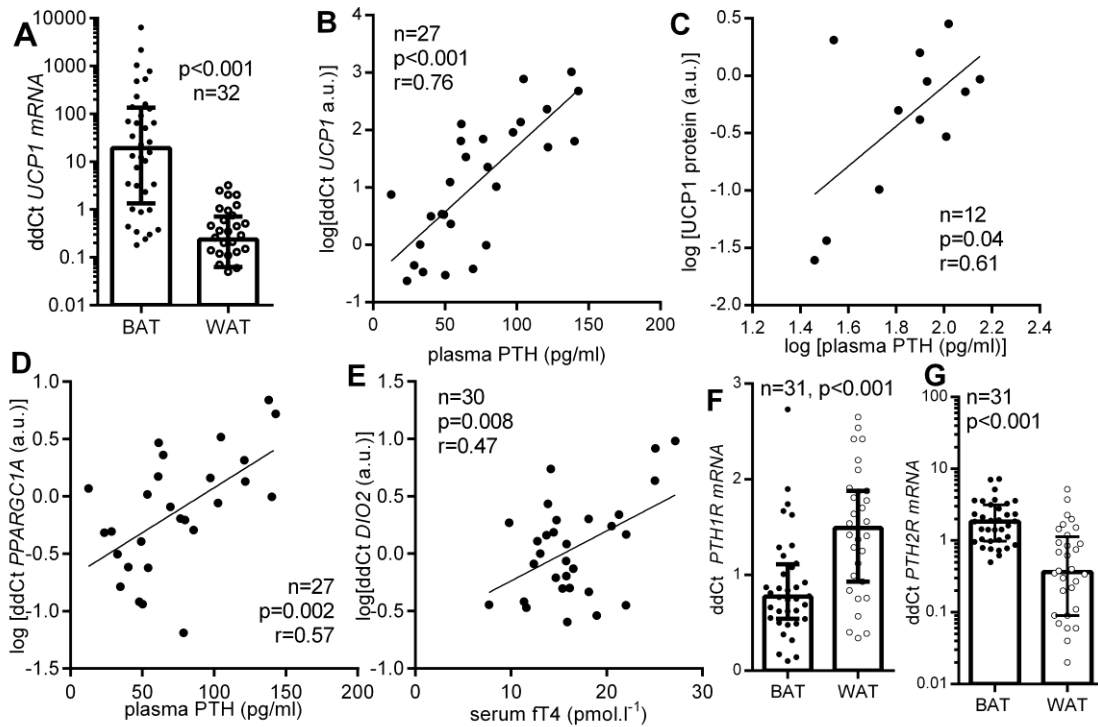 A
ddCt UCP1 mRNA
10000
1000
100
10
1
0.1
0.01
p<0.001
n=32
BAT
WAT
B
log[ddCt UCP1 a.u.)]
n=27
p<0.001
r=0.76
4
3
2
1
0
-1
0
50
100
150
200
plasma PTH (pg/ml)
C
log [UCP1 protein (a.u.)]
0.5
0.0
-0.5
-1.0
-1.5
-2.0
n=12
p=0.04
r=0.61
1.2
1.4
1.6
1.8
2.0
2.2
2.4
log [plasma PTH (pg/ml)]
D
log [ddCt PPARGC1A (a.u.)]
1.0
0.5
0.0
-0.5
-1.0
-1.5
n=27
p=0.002
r=0.57
0
50
100
150
200
plasma PTH (pg/ml)
E
log[ddCt DIO2 (a.u.)]
1.5
1.0
0.5
0.0
-0.5
-1.0
n=30
p=0.008
r=0.47
0
10
20
30
serum fT4 (pmol.l⁻¹)
F
ddCt PTH1R mRNA
n=31, p<0.001
3
2
1
0
BAT
WAT
G
ddCt PTH2R mRNA
n=31
p<0.001
100
10
1
0.1
0.01
BAT
WAT